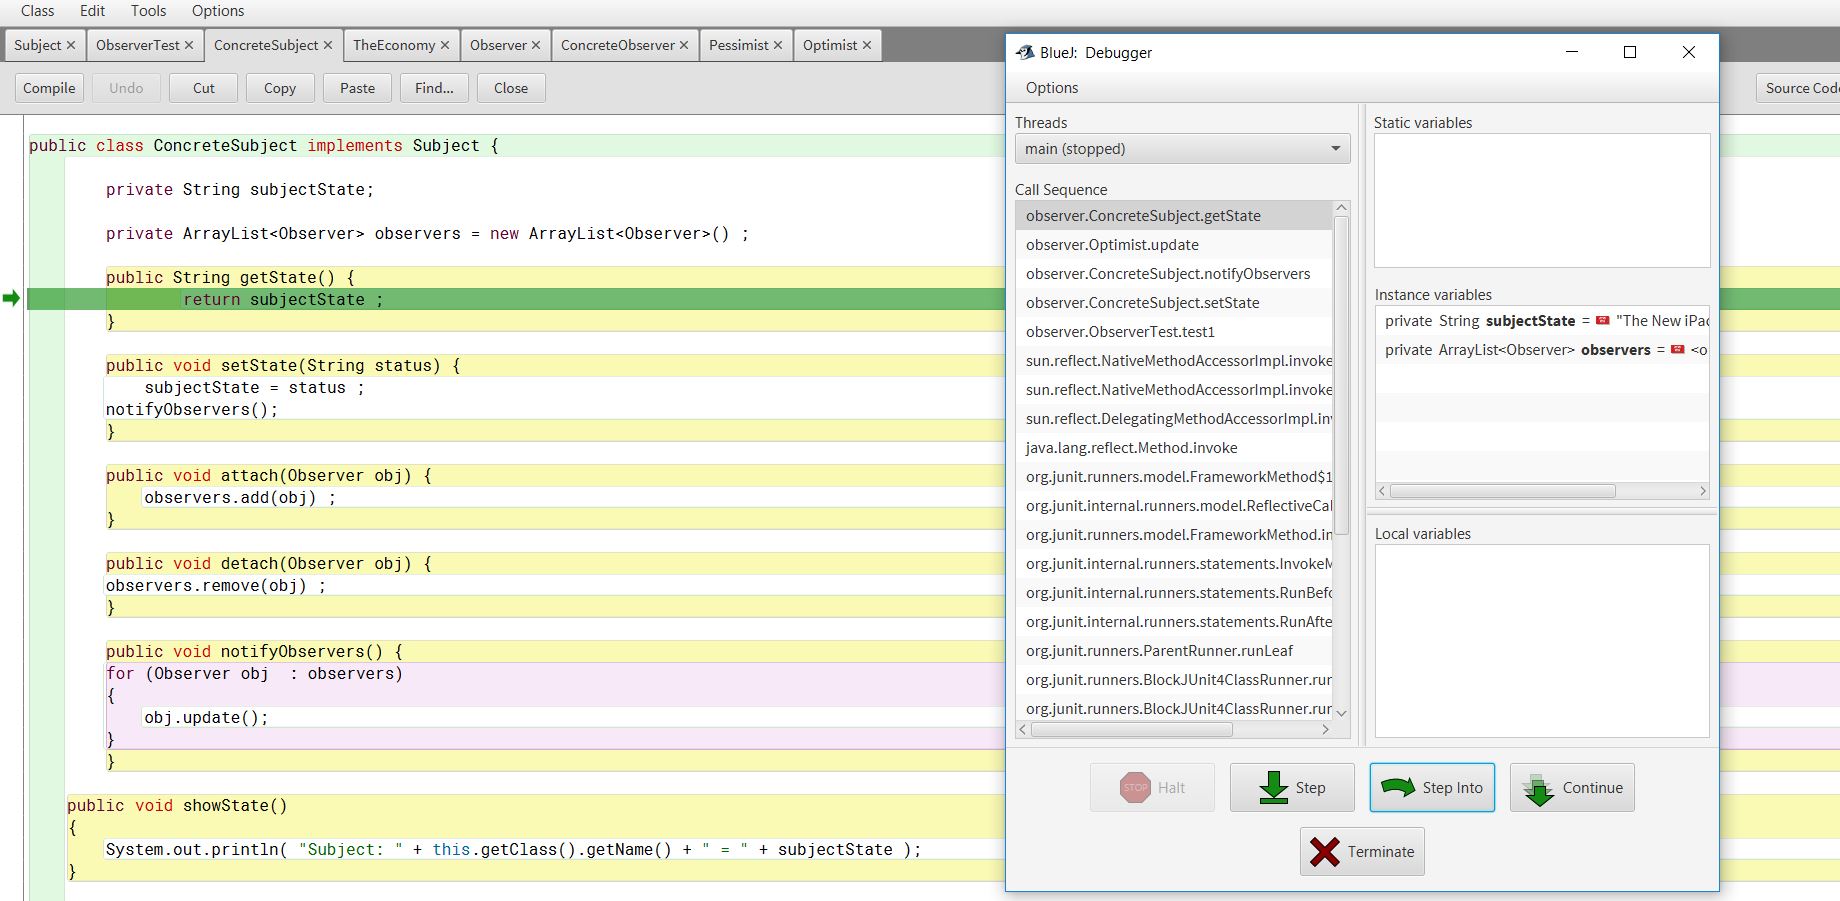 Class Edit Tools Options
Subject × ObserverTest × ConcreteSubject × TheEconomy × Observer × ConcreteObserver × Pessimist × Optimist ×
Compile Undo Cut Copy Paste Find... Close
Source Code
public class ConcreteSubject implements Subject {
private String subjectState;
private ArrayList<Observer> observers = new ArrayList<Observer>() ;
public String getState() {
return subjectState ;
}
public void setState(String status) {
subjectState = status ;
notifyObservers();
}
public void attach(Observer obj) {
observers.add(obj) ;
}
public void detach(Observer obj) {
observers.remove(obj) ;
}
public void notifyObservers() {
for (Observer obj  : observers)
{
obj.update();
}
}
public void showState()
{
System.out.println( "Subject: " + this.getClass().getName() + " = " + subjectState );
}
BlueJ: Debugger
Options
Threads
main (stopped)
Call Sequence
observer.ConcreteSubject.getState
observer.Optimist.update
observer.ConcreteSubject.notifyObservers
observer.ConcreteSubject.setState
observer.ObserverTest.test1
sun.reflect.NativeMethodAccessorImpl.invoke
sun.reflect.NativeMethodAccessorImpl.invoke
sun.reflect.DelegatingMethodAccessorImpl.in
java.lang.reflect.Method.invoke
org.junit.runners.model.FrameworkMethod$1
org.junit.internal.runners.model.ReflectiveCal
org.junit.runners.model.FrameworkMethod.in
org.junit.internal.runners.statements.InvokeM
org.junit.internal.runners.statements.RunBefo
org.junit.internal.runners.statements.RunAfte
org.junit.runners.ParentRunner.runLeaf
org.junit.runners.BlockJUnit4ClassRunner.run
org.junit.runners.BlockJUnit4ClassRunner.run
Static variables
Instance variables
private String subjectState = "The New iPad
private ArrayList<Observer> observers = <o
Local variables
STOP Halt Step Step Into Continue
Terminate